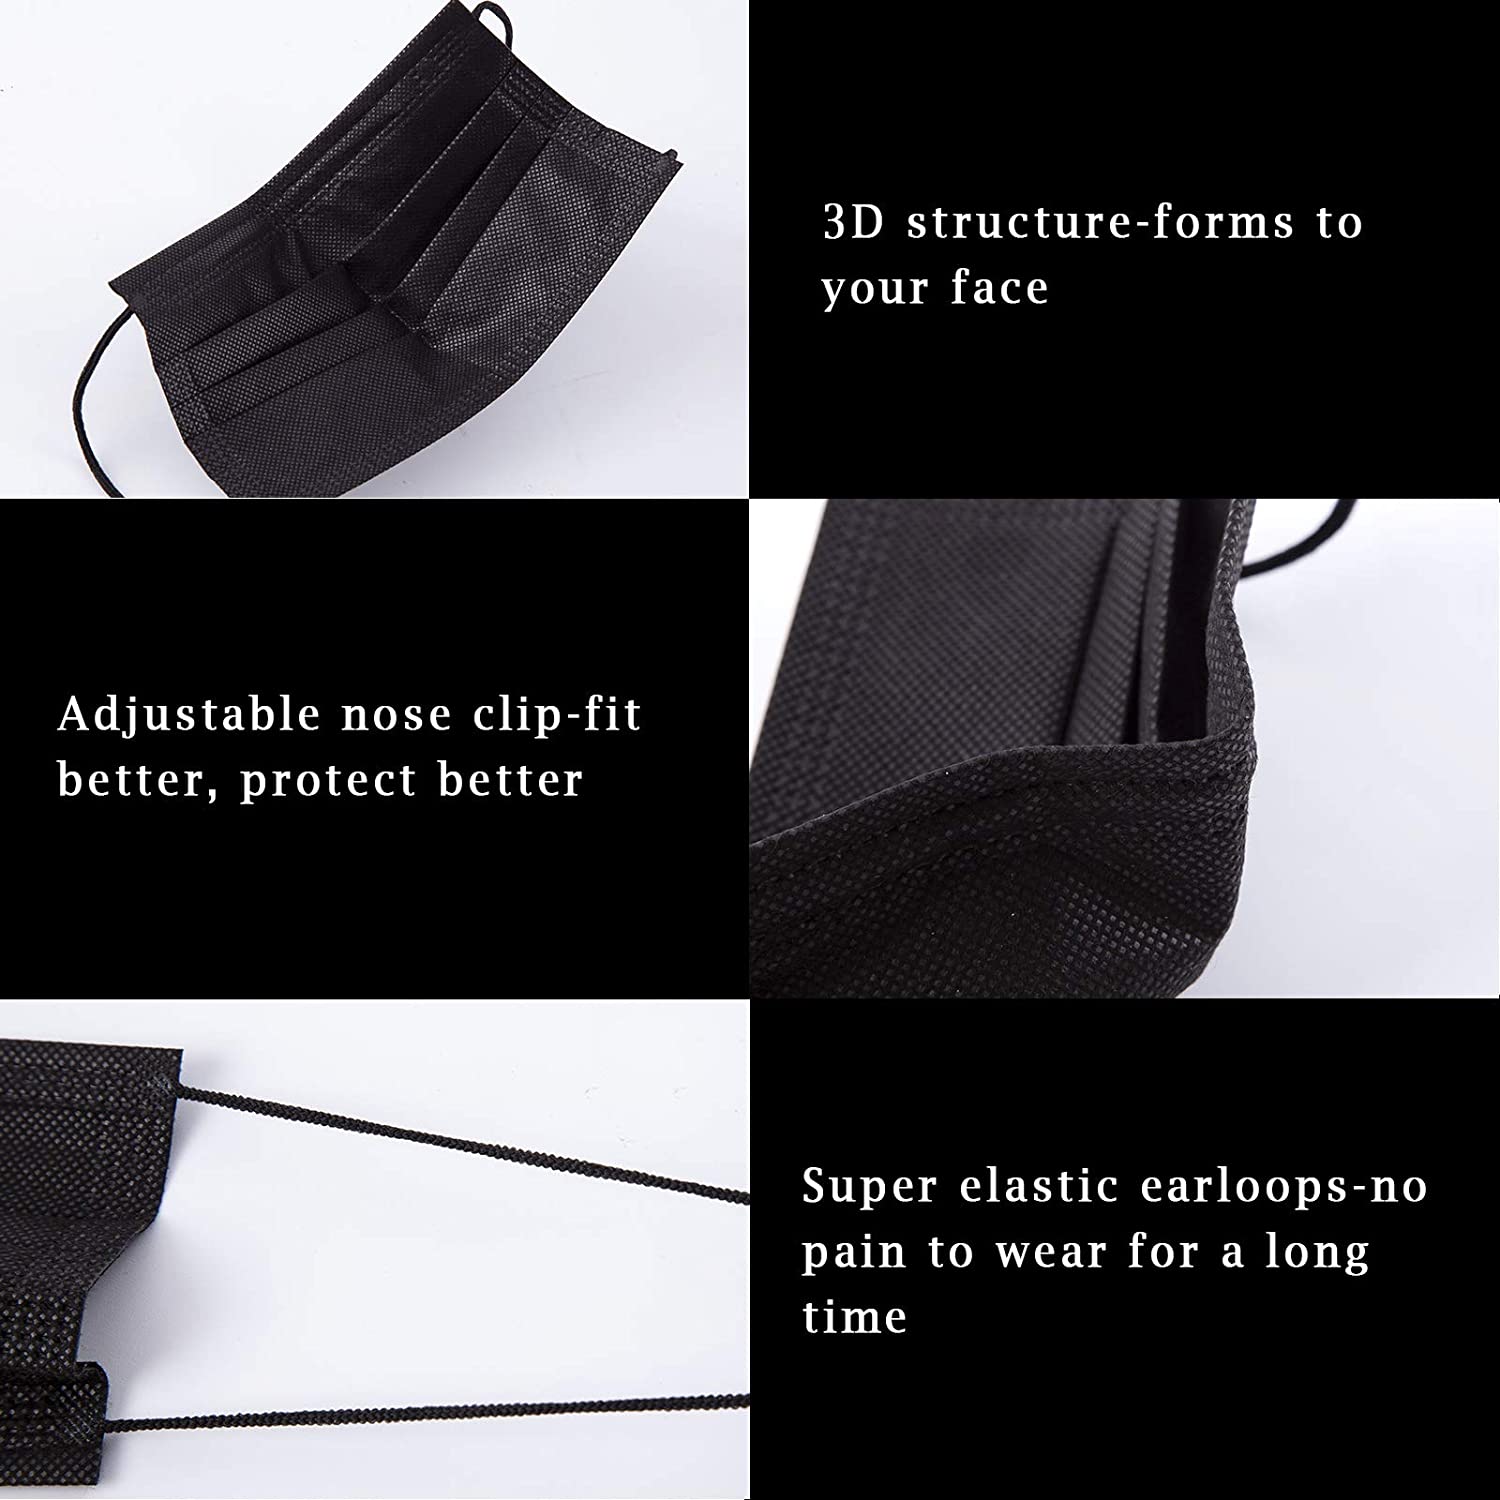 3D structure-forms to
your face
Adjustable nose clip-fit
better, protect better
Super elastic earloops-no
pain to wear for a long
time